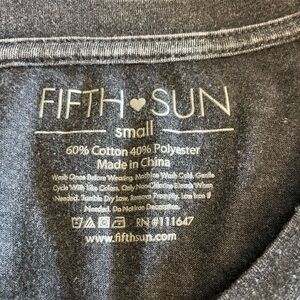 FIFTH SUN
small
60% Cotton 40% Polyester
Made in China
Wash Once Before Wearing. Machine Wash Cold, Gentle
Cycle With Like Colors. Only Non-Chlorine Bleach When
Needed. Tumble Dry Low, Remove Promptly. Low Iron If
Needed. Do Not Iron Decoration.
RN #111647
www.fifthsun.com